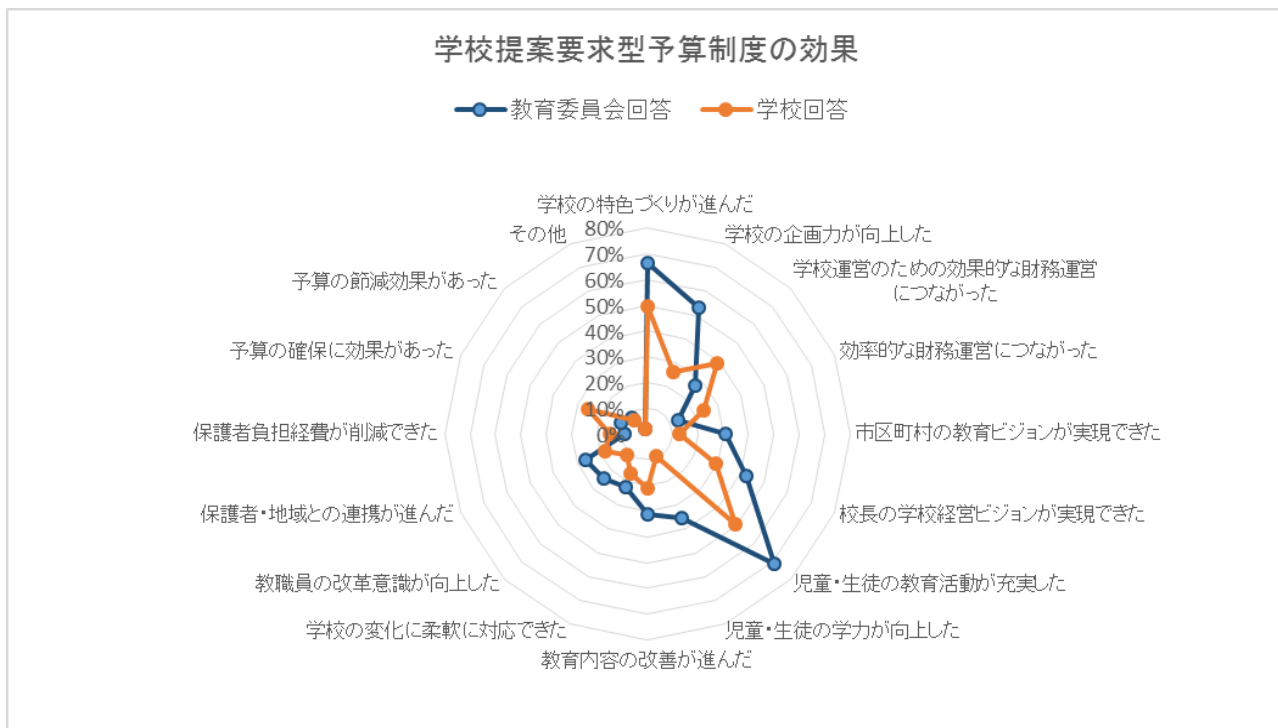 学校提案要求型予算制度の効果
教育委員会回答
学校回答
学校の特色づくりが進んだ
学校の企画力が向上した
学校運営のための効果的な財務運営
につながった
効率的な財務運営につながった
市区町村の教育ビジョンが実現できた
校長の学校経営ビジョンが実現できた
児童・生徒の教育活動が充実した
児童・生徒の学力が向上した
教育内容の改善が進んだ
学校の変化に柔軟に対応できた
教職員の改革意識が向上した
保護者・地域との連携が進んだ
保護者負担経費が削減できた
予算の確保に効果があった
予算の節減効果があった
その他
80%
70%
60%
50%
40%
30%
20%
10%
0%